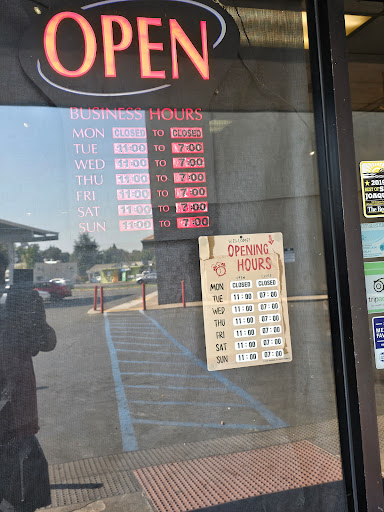 OPEN
BUSINESS HOURS
MON CLOSED TO CLOSED
TUE 11:00 TO 7:00
WED 11:00 TO 7:00
THU 11:00 TO 7:00
FRI 11:00 TO 7:00
SAT 11:00 TO 7:00
SUN 11:00 TO 7:00
OPENING
HOURS
MON CLOSED CLOSED
TUE 11:00 07:00
WED 11:00 07:00
THU 11:00 07:00
FRI 11:00 07:00
SAT 11:00 07:00
SUN 11:00 07:00